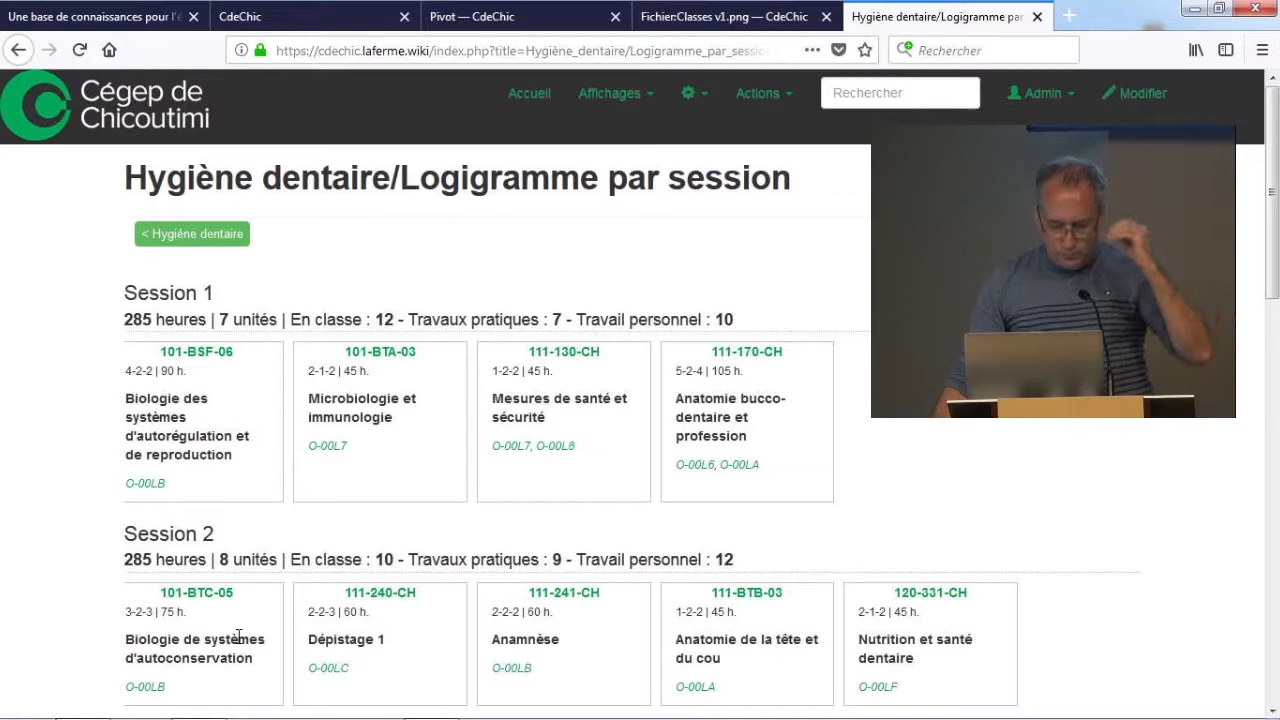 Une base de connaissances pour l'é
CdeChic
Pivot — CdeChic
Fichier:Classes v1.png — CdeChic
Hygiène dentaire/Logigramme par
https://cdechic.laferme.wiki/index.php?title=Hygiène_dentaire/Logigramme_par_sessio
Rechercher
Cégep de
Chicoutimi
Accueil
Affichages
Actions
Rechercher
Admin
Modifier
Hygiène dentaire/Logigramme par session
< Hygiène dentaire
Session 1
285 heures | 7 unités | En classe : 12 - Travaux pratiques : 7 - Travail personnel : 10
101-BSF-06
4-2-2 | 90 h.
Biologie des
systèmes
d'autorégulation et
de reproduction
O-00LB
101-BTA-03
2-1-2 | 45 h.
Microbiologie et
immunologie
O-00L7
111-130-CH
1-2-2 | 45 h.
Mesures de santé et
sécurité
O-00L7, O-00L8
111-170-CH
5-2-4 | 105 h.
Anatomie bucco-
dentaire et
profession
O-00L6, O-00LA
Session 2
285 heures | 8 unités | En classe : 10 - Travaux pratiques : 9 - Travail personnel : 12
101-BTC-05
3-2-3 | 75 h.
Biologie de systèmes
d'autoconservation
O-00LB
111-240-CH
2-2-3 | 60 h.
Dépistage 1
O-00LC
111-241-CH
2-2-2 | 60 h.
Anamnèse
O-00LB
111-BTB-03
1-2-2 | 45 h.
Anatomie de la tête et
du cou
O-00LA
120-331-CH
2-1-2 | 45 h.
Nutrition et santé
dentaire
O-00LF